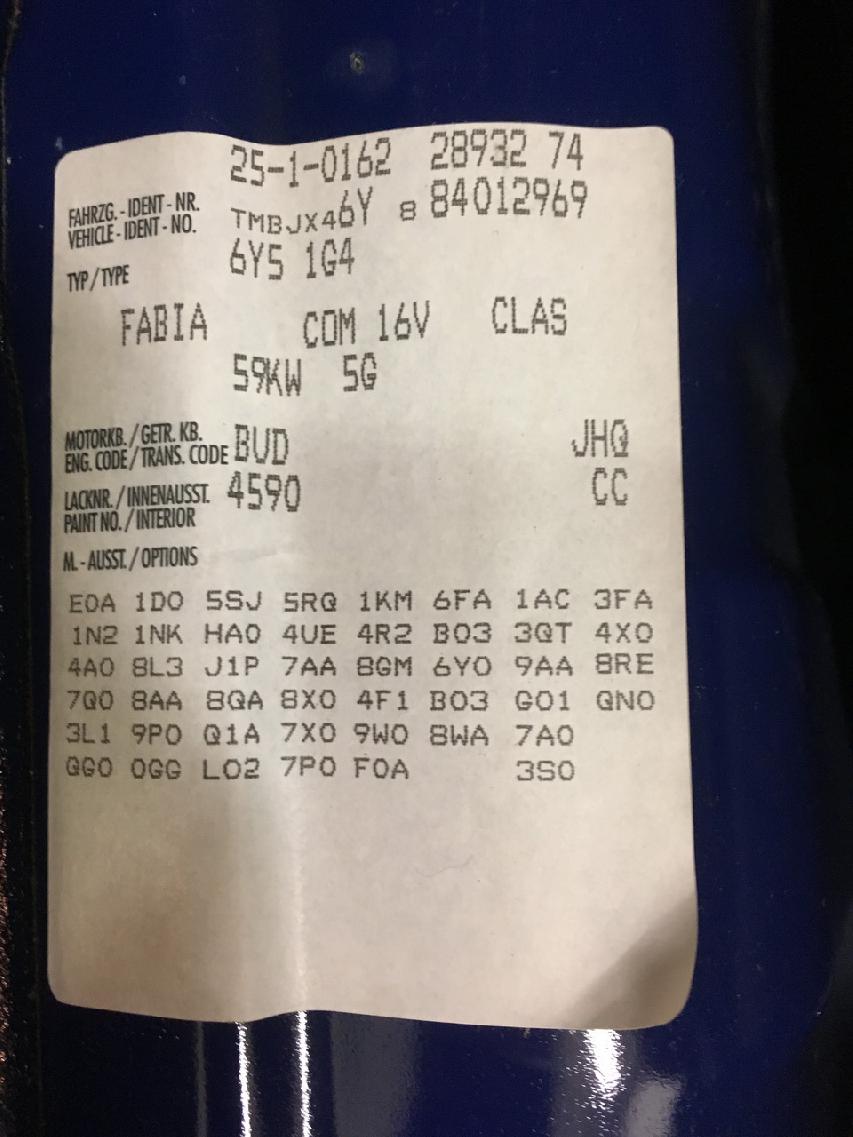 25-1-0162 28932 74
FAHRZG.-IDENT-NR. TMBJX46Y 8 84012969
VEHICLE-IDENT-NO.
TYP/TYPE 6Y5 1G4
FABIA COM 16V CLAS
59KW 5G
MOTORKB./GETR. KB. BUD JHQ
ENG. CODE/TRANS. CODE
LACKNR./INNENAUSST. 4590 CC
PAINT NO./INTERIOR
M.-AUSST./OPTIONS
E0A 1D0 5SJ 5RQ 1KM 6FA 1AC 3FA
1N2 1NK HA0 4UE 4R2 B03 3QT 4X0
4A0 8L3 J1P 7AA 8GM 6Y0 9AA 8RE
7Q0 8AA 8QA 8X0 4F1 B03 G01 QN0
3L1 9P0 Q1A 7X0 9W0 8WA 7A0
QG0 0GG L02 7P0 F0A 3S0